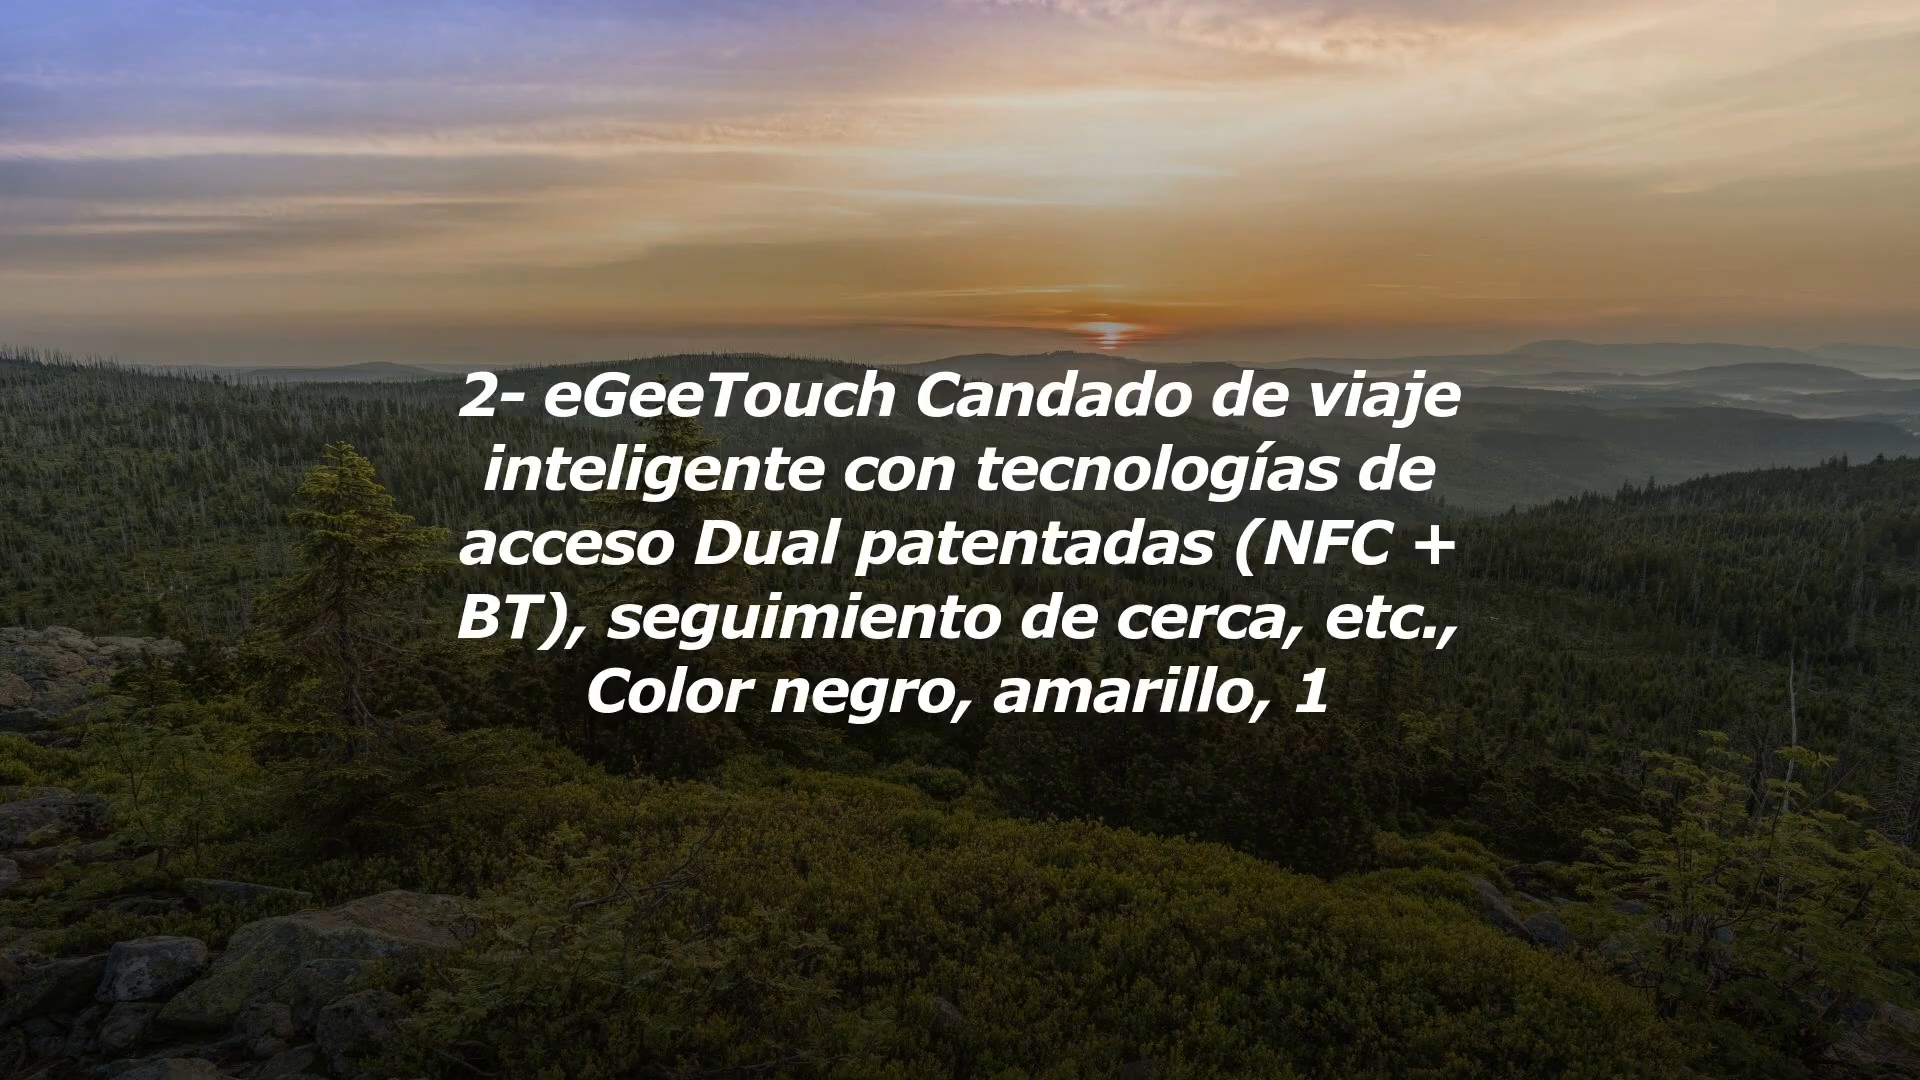 2- eGeeTouch Candado de viaje
inteligente con tecnologías de
acceso Dual patentadas (NFC +
BT), seguimiento de cerca, etc.,
Color negro, amarillo, 1